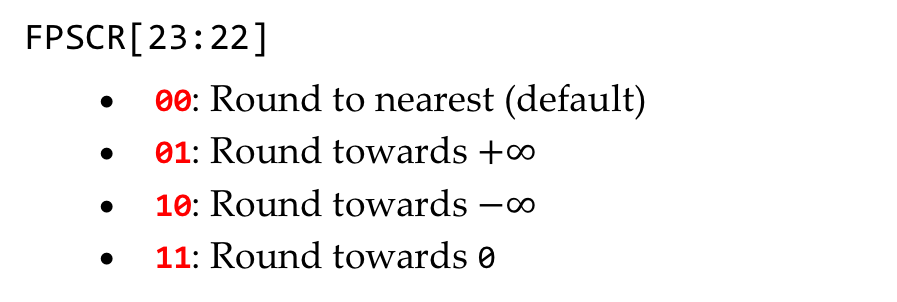 FPSCR[23:22]
• 00: Round to nearest (default)
• 01: Round towards +∞
• 10: Round towards −∞
• 11: Round towards 0